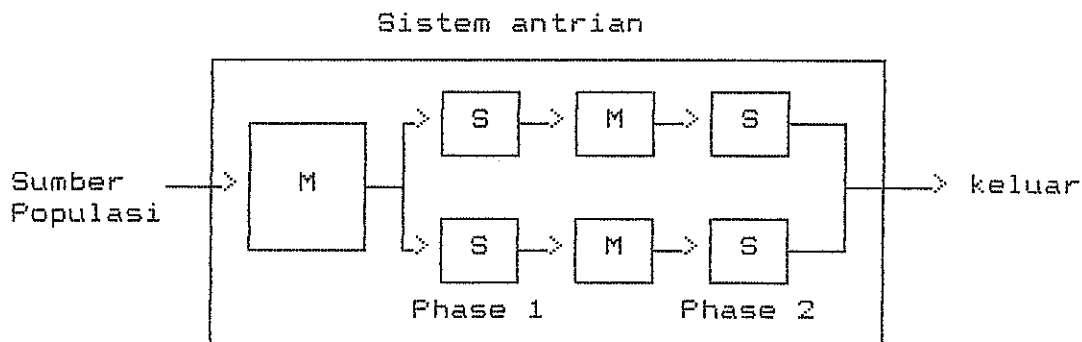 Sistem antrian
S M S
Sumber
Populasi
M
keluar
S M S
Phase 1 Phase 2